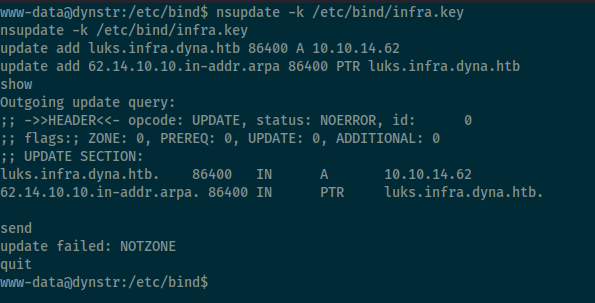 www-data@dynstr:/etc/bind$ nsupdate -k /etc/bind/infra.key
nsupdate -k /etc/bind/infra.key
update add luks.infra.dyna.htb 86400 A 10.10.14.62
update add 62.14.10.10.in-addr.arpa 86400 PTR luks.infra.dyna.htb
show
Outgoing update query:
;; ->>HEADER<<- opcode: UPDATE, status: NOERROR, id:      0
;; flags:; ZONE: 0, PREREQ: 0, UPDATE: 0, ADDITIONAL: 0
;; UPDATE SECTION:
luks.infra.dyna.htb.    86400   IN      A       10.10.14.62
62.14.10.10.in-addr.arpa. 86400 IN      PTR     luks.infra.dyna.htb.

send
update failed: NOTZONE
quit
www-data@dynstr:/etc/bind$